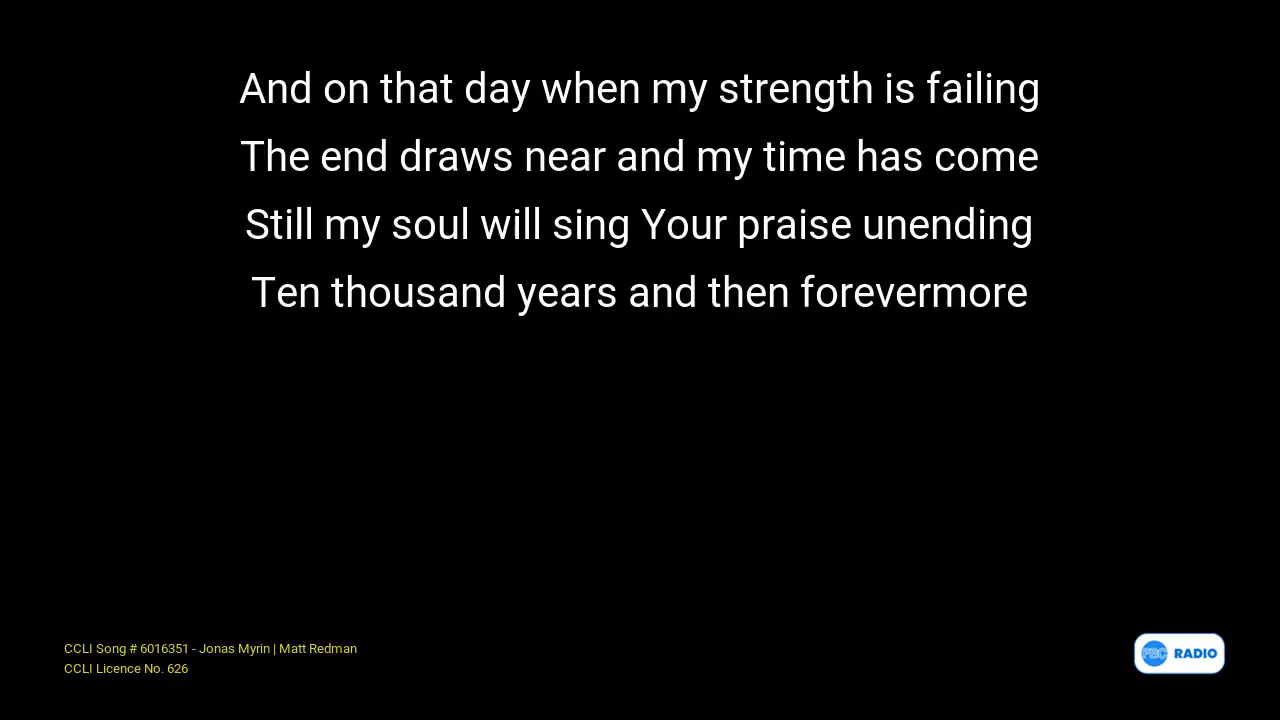 And on that day when my strength is failing
The end draws near and my time has come
Still my soul will sing Your praise unending
Ten thousand years and then forevermore
CCLI Song # 6016351 - Jonas Myrin | Matt Redman
CCLI Licence No. 626
FBC RADIO